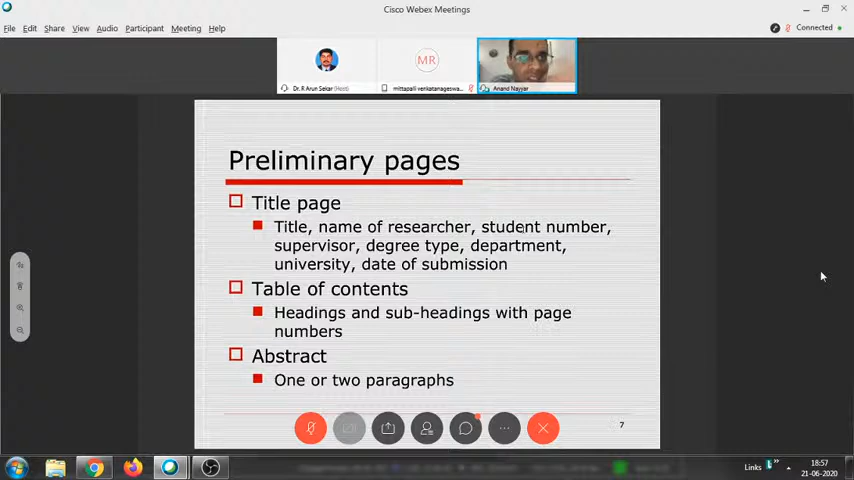 Cisco Webex Meetings
File Edit Share View Audio Participant Meeting Help
Connected
MR
Dr. R Arun Sekar (Host)
mittapalli venkatanageswa...
Anand Nayyar
Preliminary pages
Title page
Title, name of researcher, student number,
supervisor, degree type, department,
university, date of submission
Table of contents
Headings and sub-headings with page
numbers
Abstract
One or two paragraphs
7
Links
18:57
21-06-2020